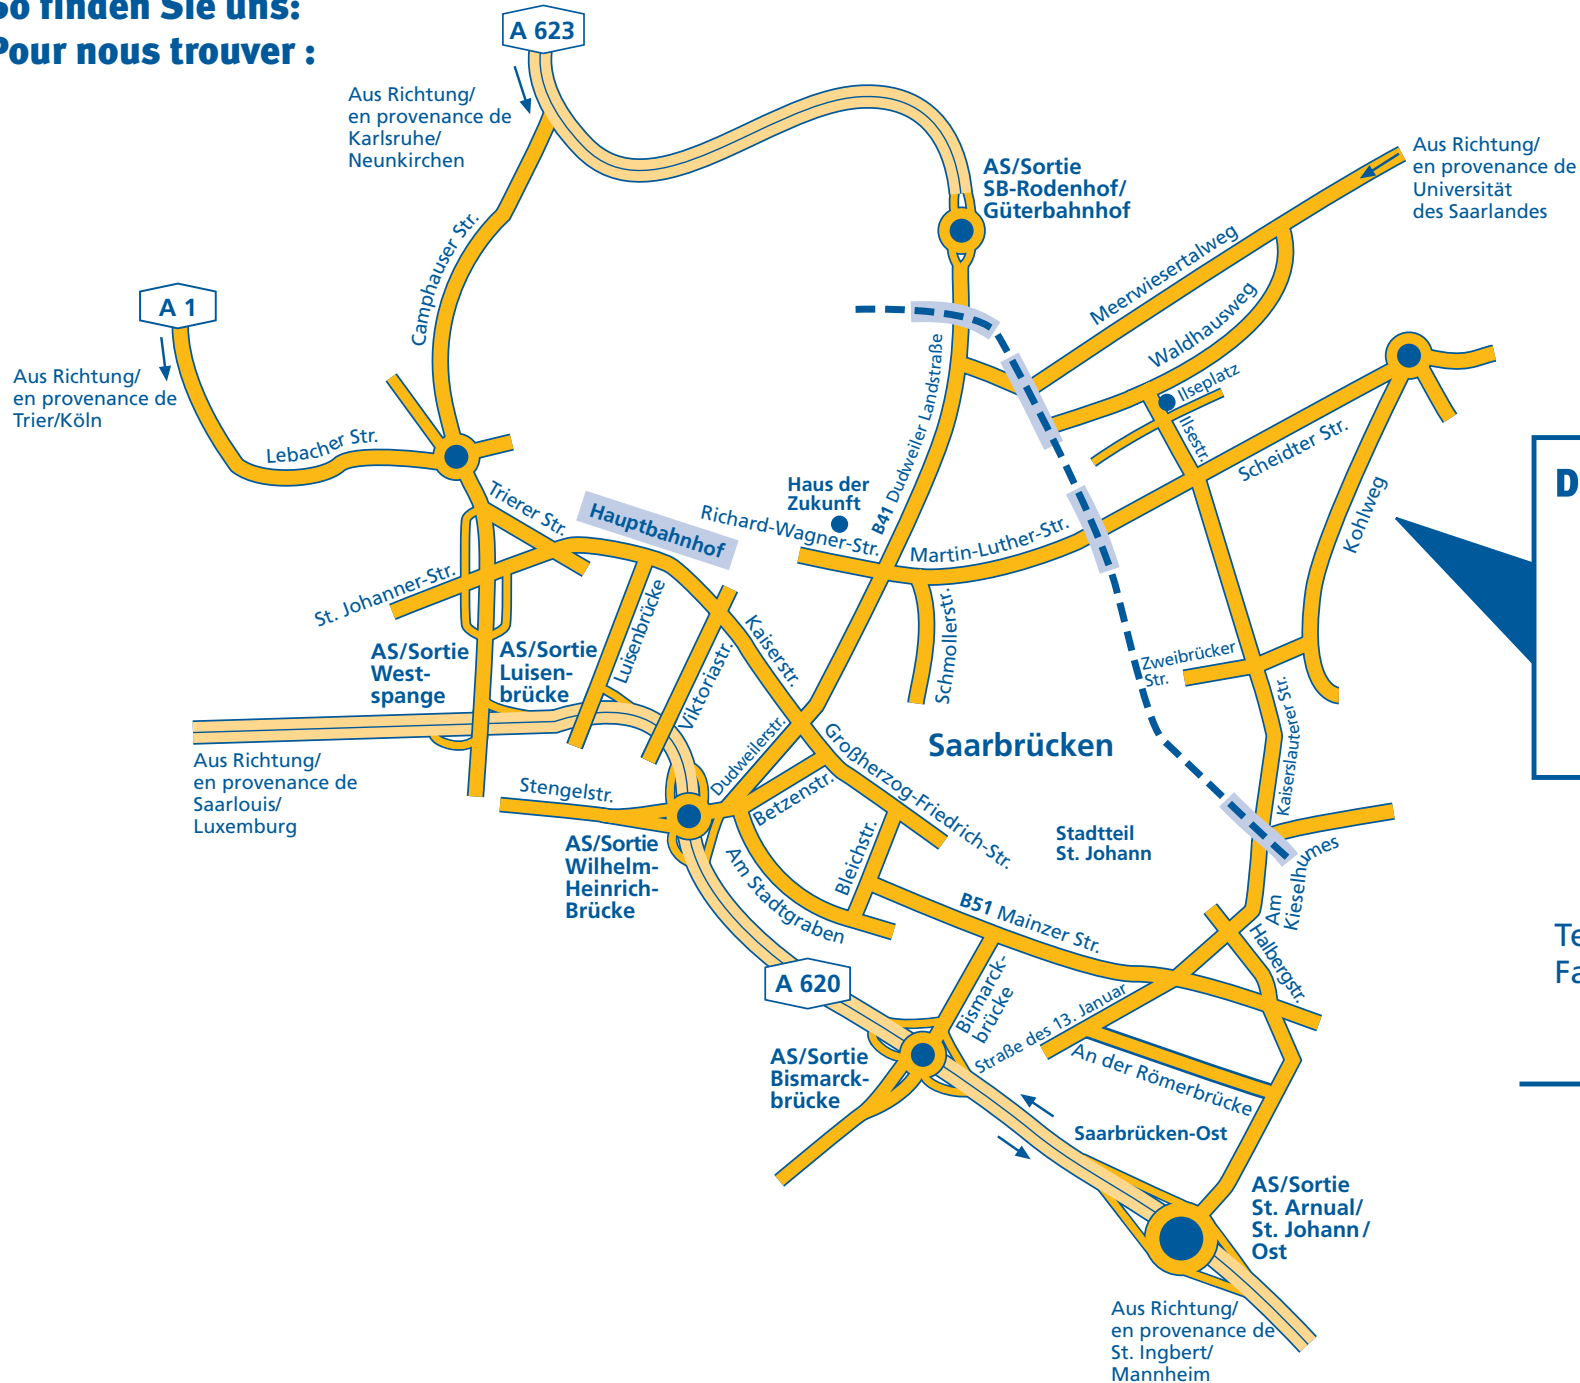 So finden Sie uns:
Pour nous trouver :
A 623
Aus Richtung/
en provenance de
Karlsruhe/
Neunkirchen
AS/Sortie
SB-Rodenhof/
Güterbahnhof
Aus Richtung/
en provenance de
Universität
des Saarlandes
Camphauser Str.
Meerwiesertalweg
Waldhausweg
A 1
Aus Richtung/
en provenance de
Trier/Köln
Lebacher Str.
Ilseplatz
Ilsestr.
Scheidter Str.
Kohlweg
Trierer Str.
Hauptbahnhof
Haus der
Zukunft
Richard-Wagner-Str.
B41 Dudweiler Landstraße
Martin-Luther-Str.
D
St. Johanner-Str.
Luisenbrücke
Viktoriastr.
Kaiserstr.
Schmollerstr.
Zweibrücker
Str.
AS/Sortie
West-
spange
AS/Sortie
Luisen-
brücke
Kaiserslauterer Str.
Saarbrücken
Aus Richtung/
en provenance de
Saarlouis/
Luxemburg
Stengelstr.
Dudweilerstr.
Betzenstr.
Großherzog-Friedrich-Str.
Stadtteil
St. Johann
AS/Sortie
Wilhelm-
Heinrich-
Brücke
Am Stadtgraben
Bleichstr.
B51 Mainzer Str.
Am
Kieselhumes
Halbergstr.
Te
Fa
A 620
Bismarck-
brücke
Straße des 13. Januar
An der Römerbrücke
AS/Sortie
Bismarck-
brücke
Saarbrücken-Ost
AS/Sortie
St. Arnual/
St. Johann/
Ost
Aus Richtung/
en provenance de
St. Ingbert/
Mannheim